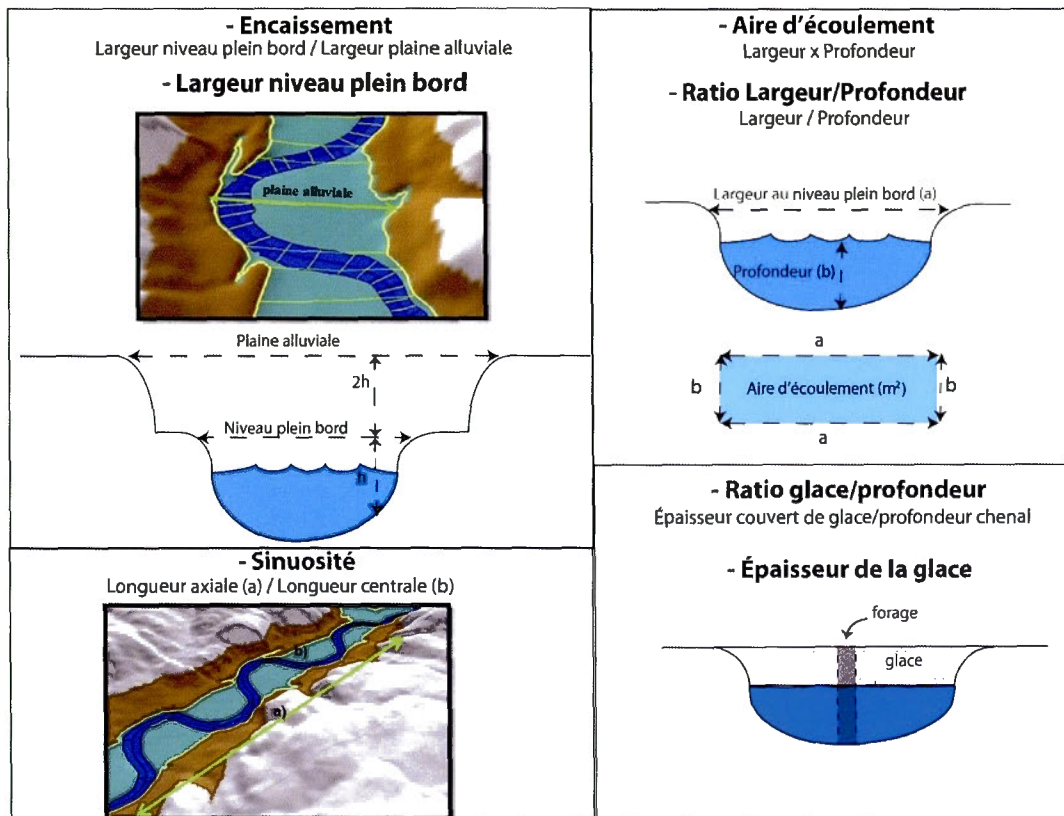 - Encaissement
Largeur niveau plein bord / Largeur plaine alluviale
- Largeur niveau plein bord
plaine alluviale
Plaine alluviale
2h
Niveau plein bord
h
- Sinuosité
Longueur axiale (a) / Longueur centrale (b)
b)
a)
- Aire d'écoulement
Largeur x Profondeur
- Ratio Largeur/Profondeur
Largeur / Profondeur
Largeur au niveau plein bord (a)
Profondeur (b)
a
b
Aire d'écoulement (m²)
b
a
- Ratio glace/profondeur
Épaisseur couvert de glace/profondeur chenal
- Épaisseur de la glace
forage
glace